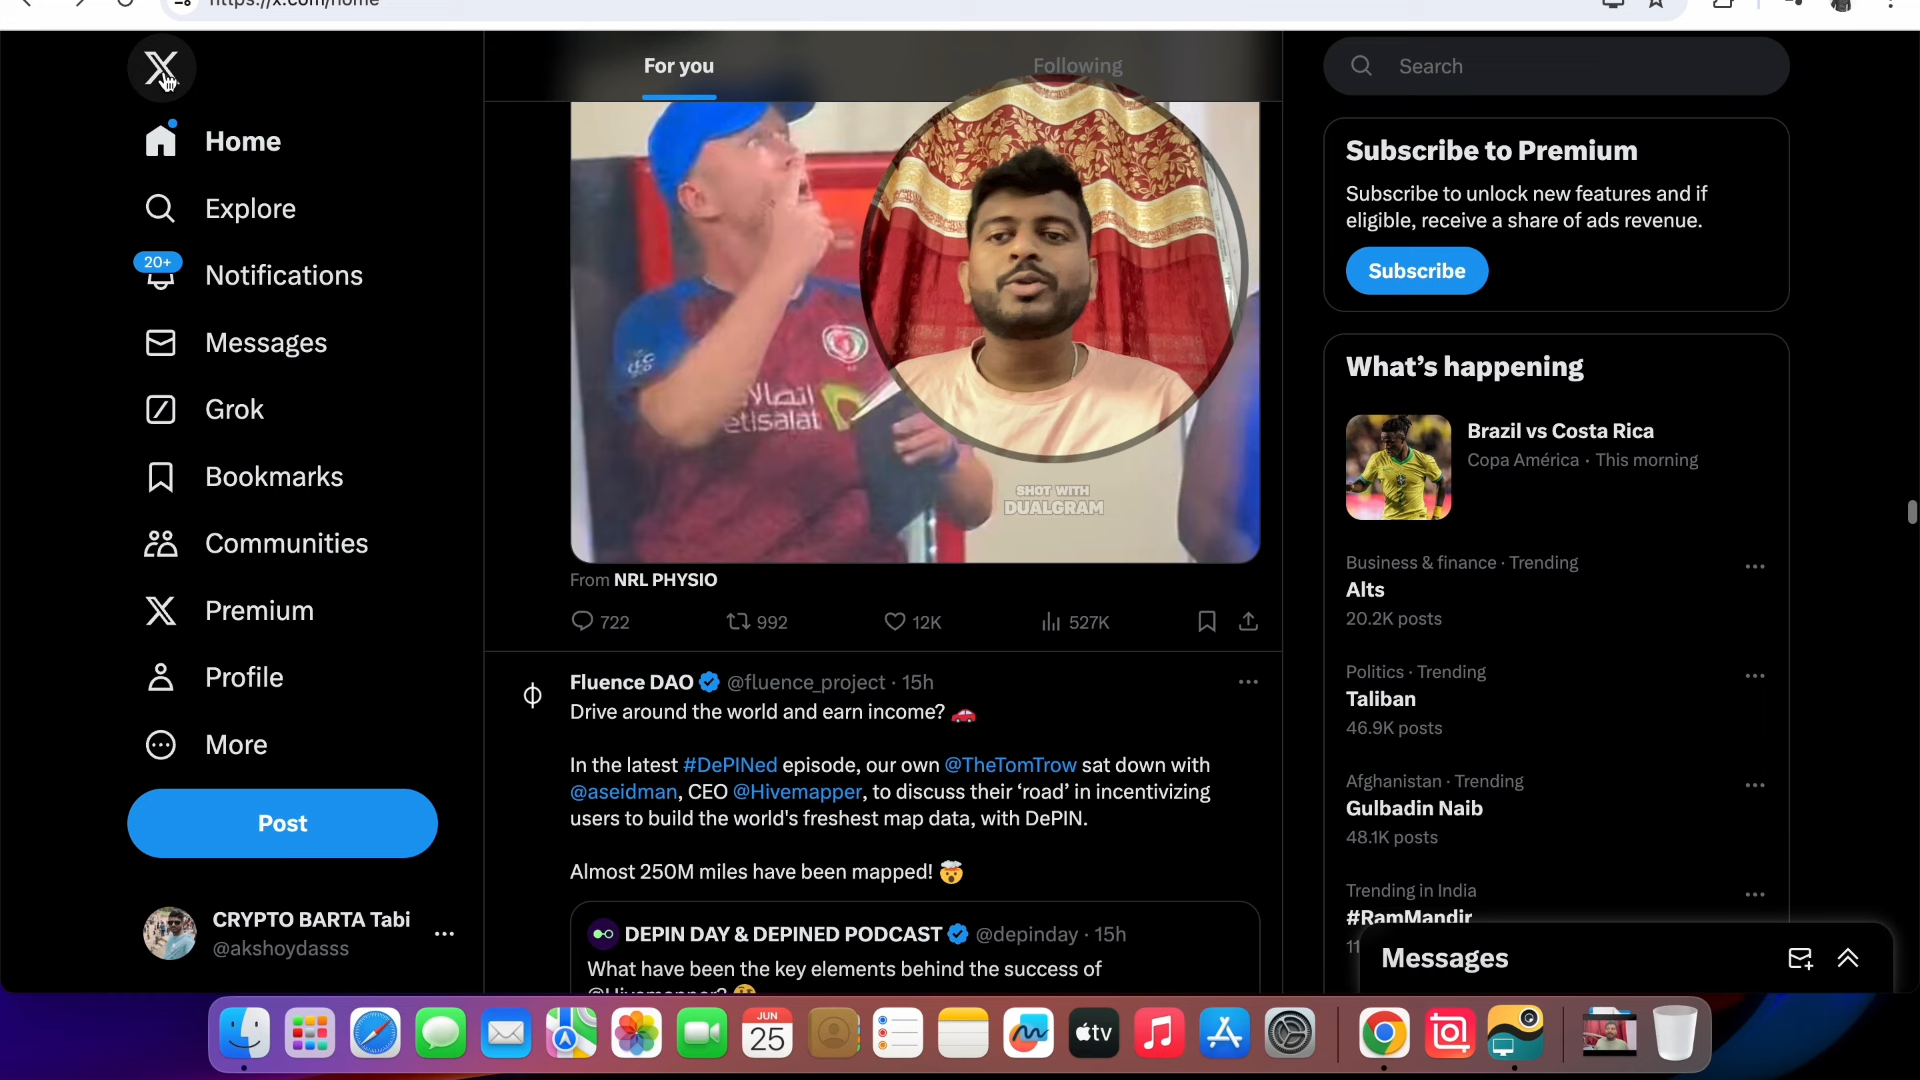 https://x.com/home
Home
Explore
20+
Notifications
Messages
Grok
Bookmarks
Communities
Premium
Profile
More
Post
CRYPTO BARTA Tabi
@akshoydasss
For you
Following
اتصالات
etisalat
SHOT WITH
DUALGRAM
From NRL PHYSIO
722
992
12K
527K
Fluence DAO @fluence_project · 15h
Drive around the world and earn income? 🚗
In the latest #DePINed episode, our own @TheTomTrow sat down with
@aseidman, CEO @Hivemapper, to discuss their ‘road’ in incentivizing
users to build the world's freshest map data, with DePIN.
Almost 250M miles have been mapped! 🤯
DEPIN DAY & DEPINED PODCAST @depinday · 15h
What have been the key elements behind the success of
@Hivemapper?
Search
Subscribe to Premium
Subscribe to unlock new features and if
eligible, receive a share of ads revenue.
Subscribe
What’s happening
Brazil vs Costa Rica
Copa América · This morning
Business & finance · Trending
Alts
20.2K posts
Politics · Trending
Taliban
46.9K posts
Afghanistan · Trending
Gulbadin Naib
48.1K posts
Trending in India
#RamMandir
Messages
JUN
25
tv